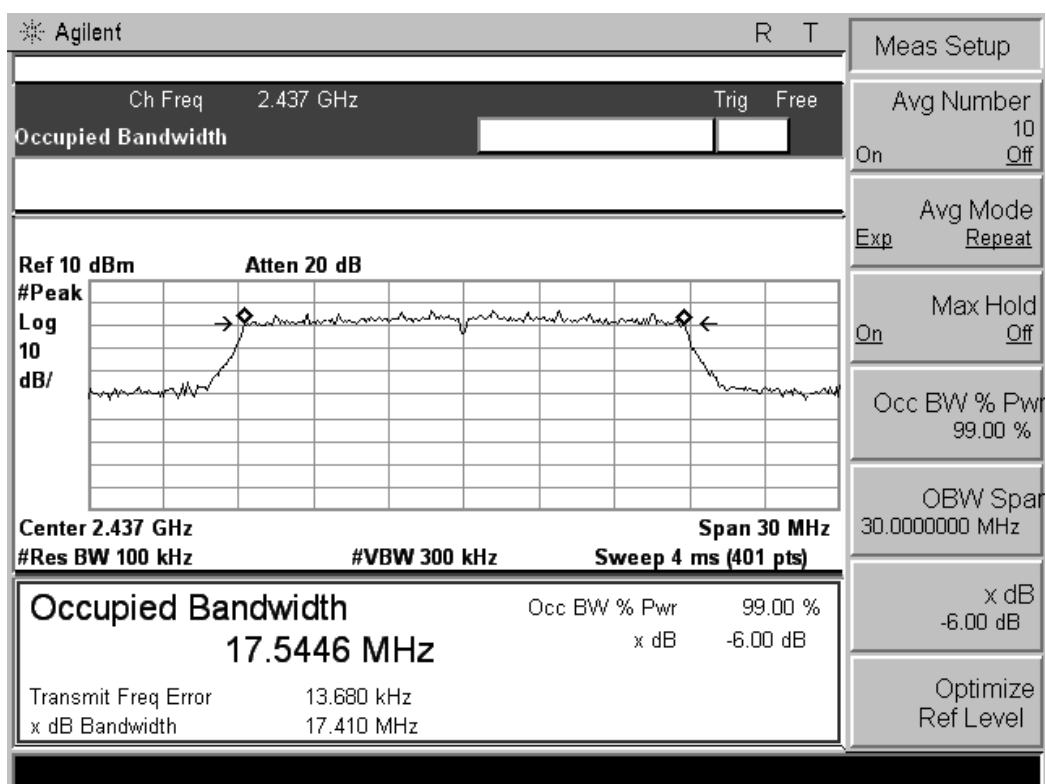 Agilent R T
Ch Freq 2.437 GHz Trig Free
Occupied Bandwidth
Ref 10 dBm Atten 20 dB
#Peak
Log
10
dB/
Center 2.437 GHz Span 30 MHz
#Res BW 100 kHz #VBW 300 kHz Sweep 4 ms (401 pts)
Occupied Bandwidth Occ BW % Pwr 99.00 %
17.5446 MHz x dB -6.00 dB
Transmit Freq Error 13.680 kHz
x dB Bandwidth 17.410 MHz
Meas Setup
Avg Number
10
On Off
Avg Mode
Exp Repeat
Max Hold
On Off
Occ BW % Pwr
99.00 %
OBW Span
30.0000000 MHz
x dB
-6.00 dB
Optimize
Ref Level